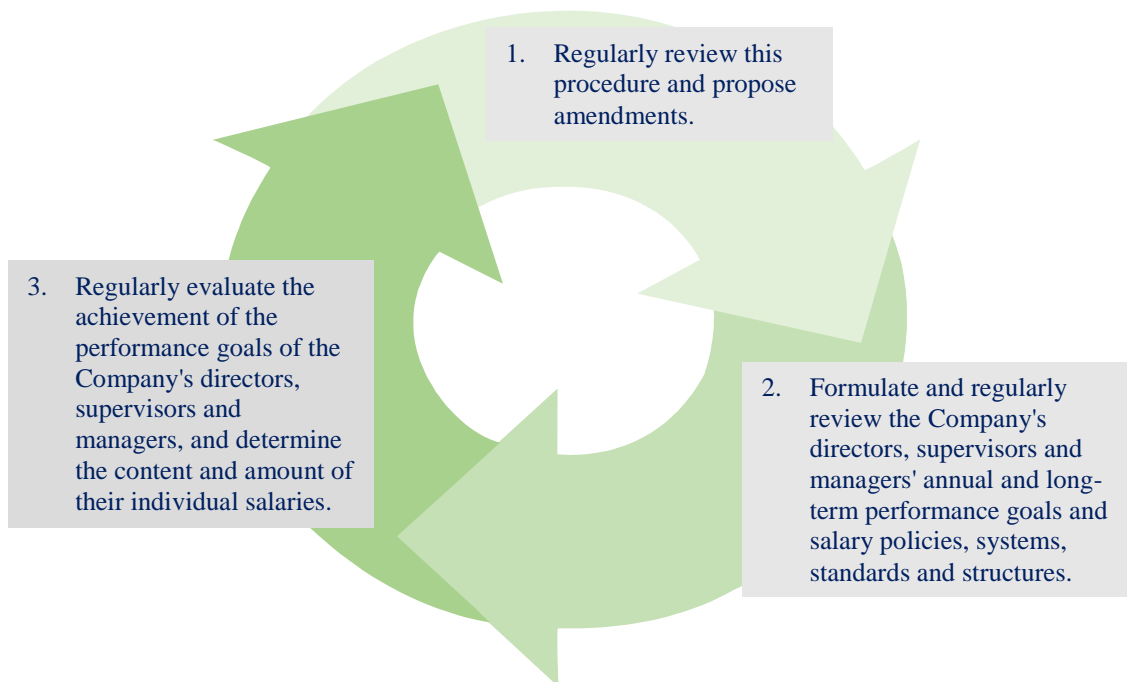 1. Regularly review this
procedure and propose
amendments.
2. Formulate and regularly
review the Company's
directors, supervisors and
managers' annual and long-
term performance goals and
salary policies, systems,
standards and structures.
3. Regularly evaluate the
achievement of the
performance goals of the
Company's directors,
supervisors and
managers, and determine
the content and amount of
their individual salaries.